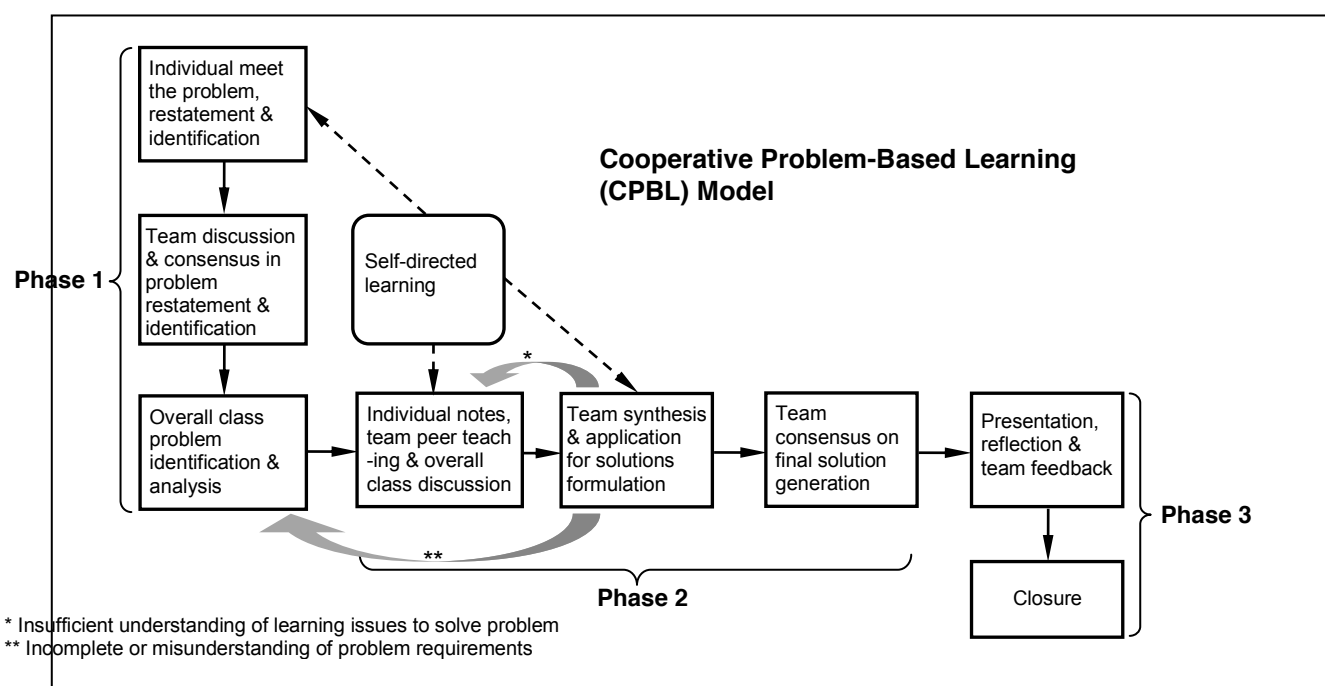 Individual meet
the problem,
restatement &
identification
Cooperative Problem-Based Learning
(CPBL) Model
Phase 1
Team discussion
& consensus in
problem
restatement &
identification
Self-directed
learning
*
Overall class
problem
identification &
analysis
Individual notes,
team peer teach
-ing & overall
class discussion
Team synthesis
& application
for solutions
formulation
Team
consensus on
final solution
generation
Presentation,
reflection &
team feedback
Phase 3
**
Phase 2
Closure
* Insufficient understanding of learning issues to solve problem
** Incomplete or misunderstanding of problem requirements